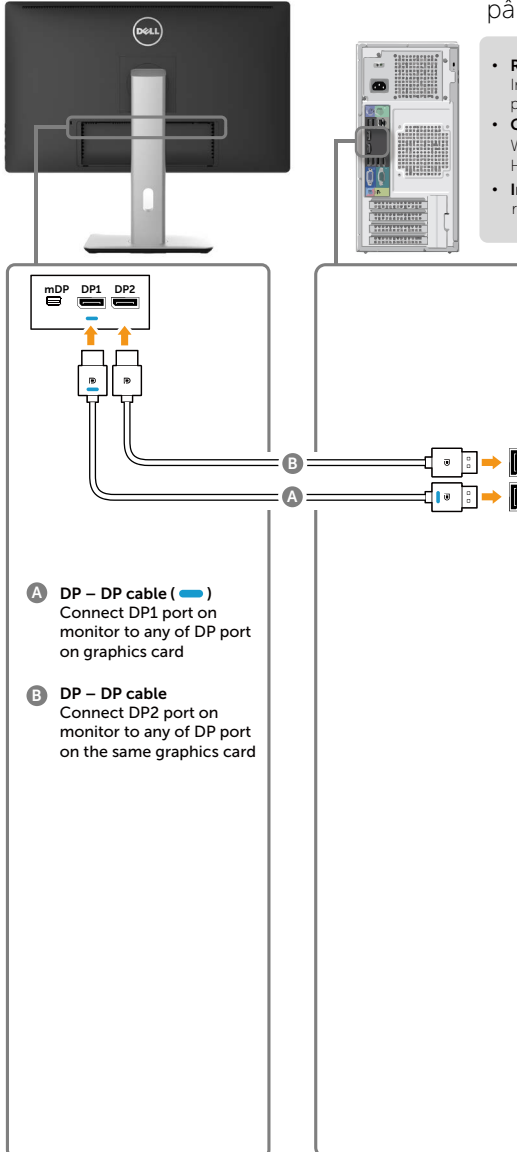 DELL
på
mDP DP1 DP2
B
A
A DP – DP cable ( )
Connect DP1 port on
monitor to any of DP port
on graphics card
B DP – DP cable
Connect DP2 port on
monitor to any of DP port
on the same graphics card